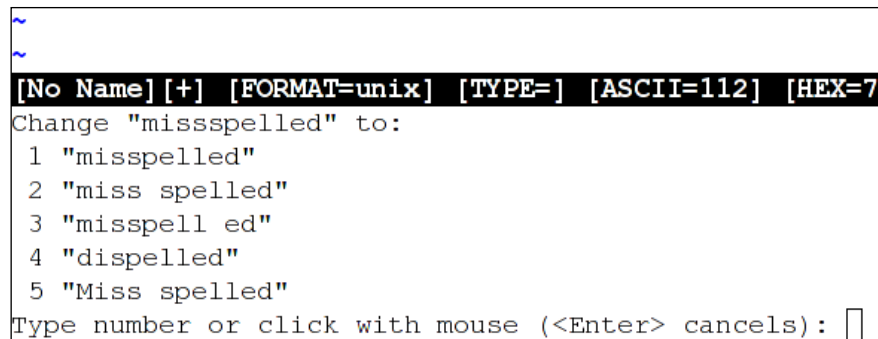 ~
~
[No Name][+] [FORMAT=unix] [TYPE=] [ASCII=112] [HEX=7
Change "missspelled" to:
1 "misspelled"
2 "miss spelled"
3 "misspell ed"
4 "dispelled"
5 "Miss spelled"
Type number or click with mouse (<Enter> cancels):